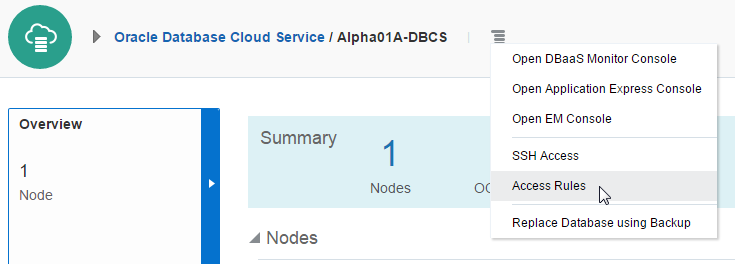 Oracle Database Cloud Service / Alpha01A-DBCS
Open DBaaS Monitor Console
Open Application Express Console
Open EM Console
SSH Access
Access Rules
Replace Database using Backup
Overview
1
Node
Summary
1
Nodes
Nodes